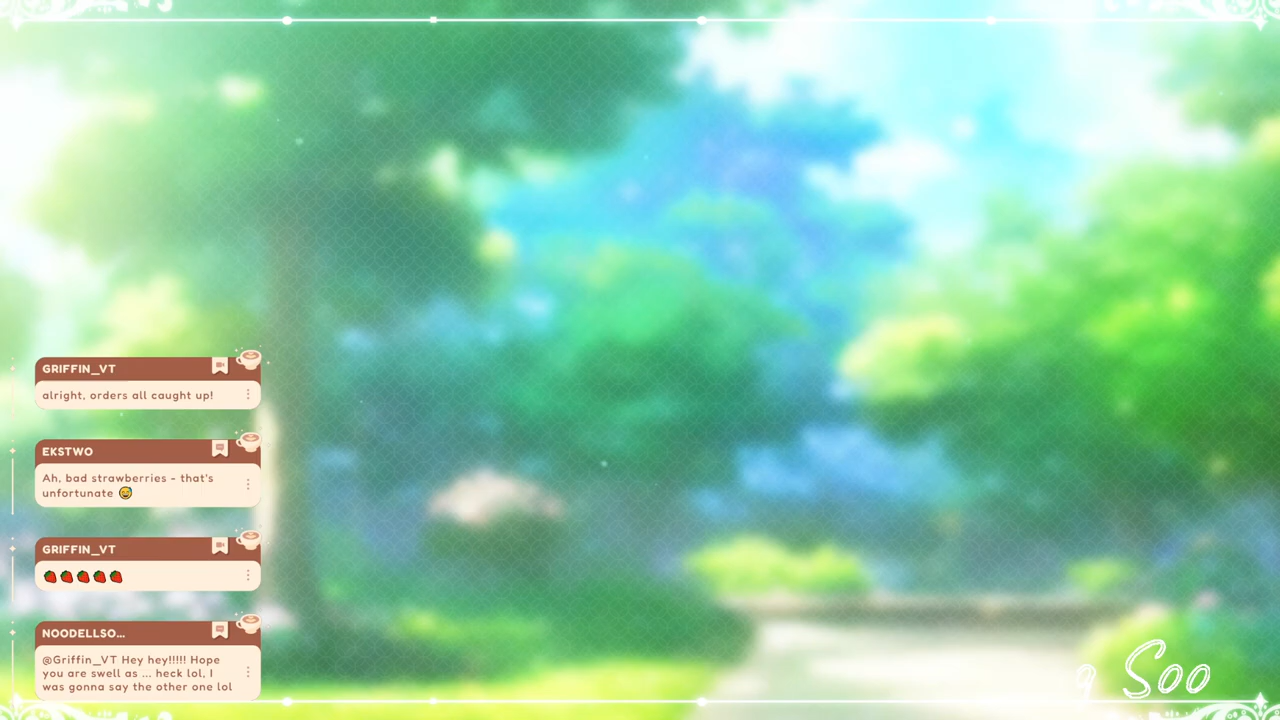 GRIFFIN_VT
alright, orders all caught up!
EKSTWO
Ah, bad strawberries - that's
unfortunate 😅
GRIFFIN_VT
🍓🍓🍓🍓🍓
NOODELLSO...
@Griffin_VT Hey hey!!!!! Hope
you are swell as ... heck lol, I
was gonna say the other one lol
g Soo